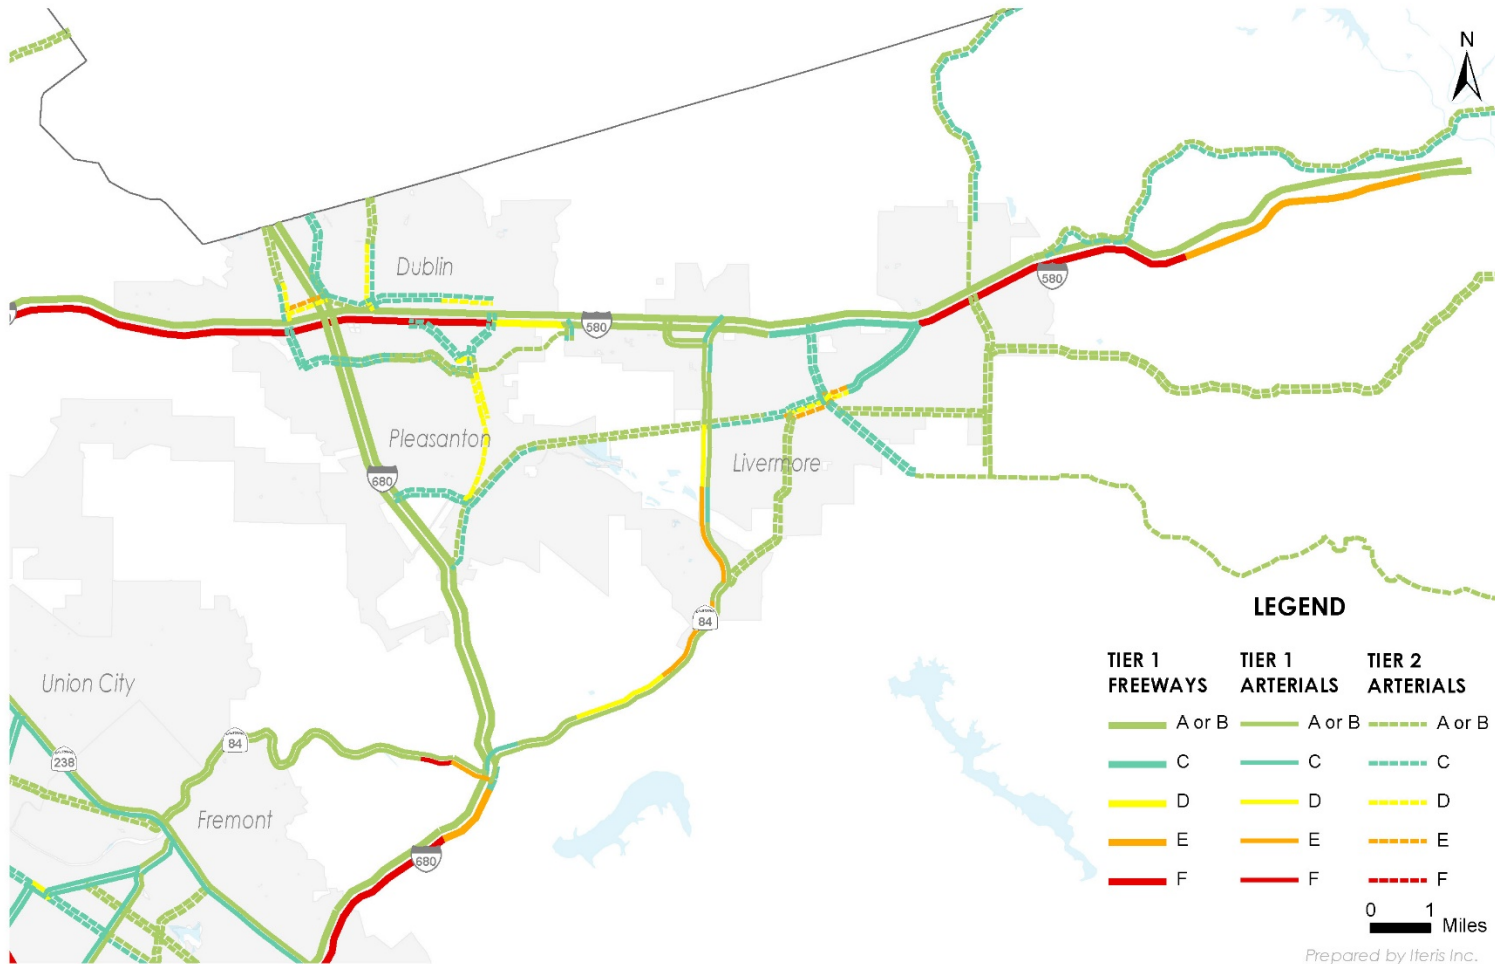 N
Dublin
580
580
Pleasanton
Livermore
680
84
Union City
84
238
Fremont
680
LEGEND
TIER 1 FREEWAYS
TIER 1 ARTERIALS
TIER 2 ARTERIALS
A or B A or B A or B
C C C
D D D
E E E
F F F
0 1
Miles
Prepared by Iteris Inc.